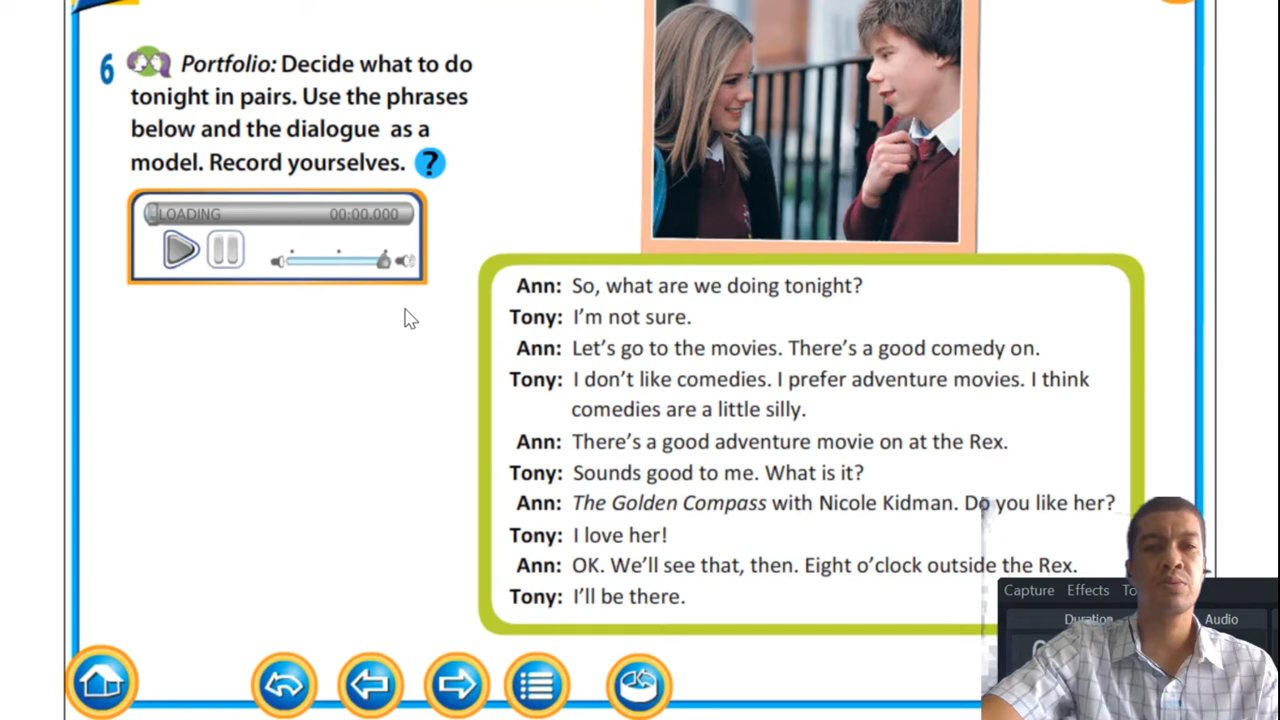 6 Portfolio: Decide what to do
tonight in pairs. Use the phrases
below and the dialogue as a
model. Record yourselves. ?
LOADING 00:00.000
Ann: So, what are we doing tonight?
Tony: I'm not sure.
Ann: Let's go to the movies. There's a good comedy on.
Tony: I don't like comedies. I prefer adventure movies. I think
comedies are a little silly.
Ann: There's a good adventure movie on at the Rex.
Tony: Sounds good to me. What is it?
Ann: The Golden Compass with Nicole Kidman. Do you like her?
Tony: I love her!
Ann: OK. We'll see that, then. Eight o'clock outside the Rex.
Tony: I'll be there.
Capture Effects
Duration Audio